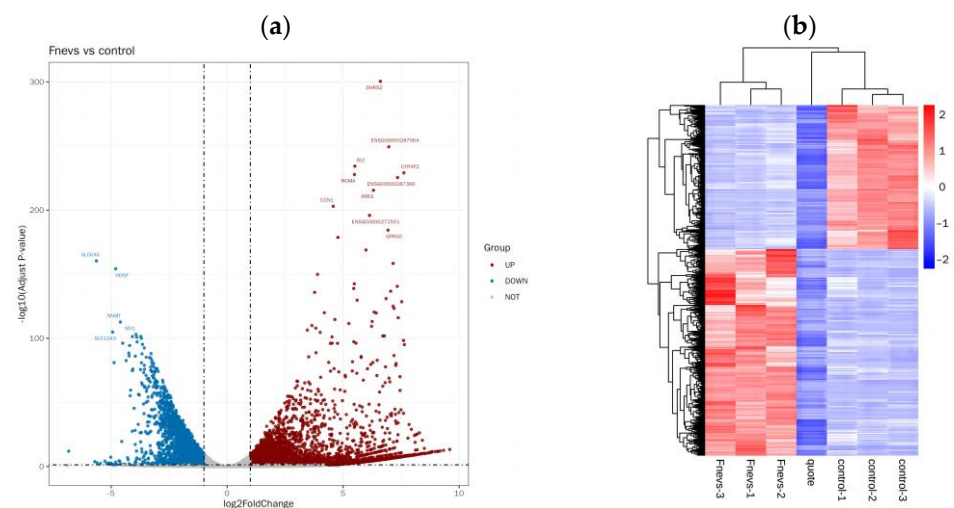 (a)
(b)
Fnevs vs control
300
200
100
0
-log10(Adjust P-value)
-5
0
5
10
log2FoldChange
DHRS2
ENSG00000287064
ID2
CYP4F2
RGMA
CCN1
GPR50
Group
UP
DOWN
NOT
2
1
0
-1
-2
Fnevs-3
Fnevs-1
Fnevs-2
quote
control-1
control-2
control-3